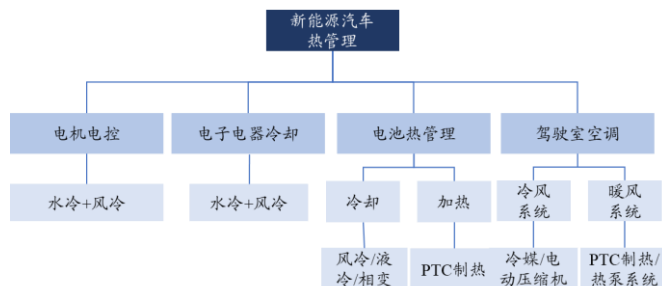 新能源汽车
热管理
电机电控
电子电器冷却
电池热管理
驾驶室空调
水冷+风冷
水冷+风冷
冷却
加热
冷风
系统
暖风
系统
风冷/液
冷/相变
PTC制热
冷媒/电
动压缩机
PTC制热/
热泵系统